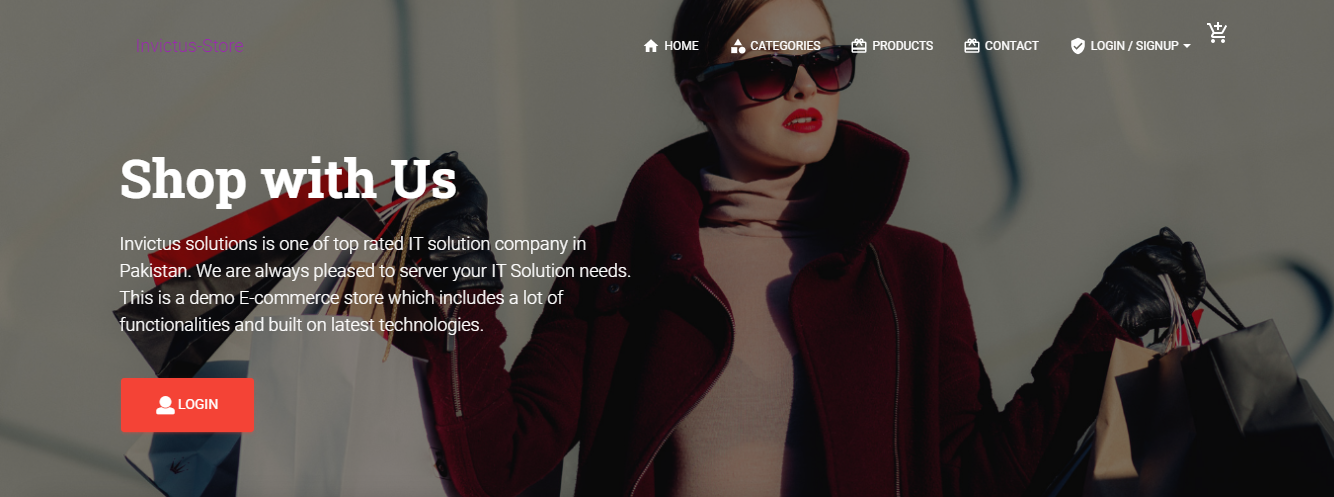 Invictus-Store
HOME
CATEGORIES
PRODUCTS
CONTACT
LOGIN / SIGNUP
Shop with Us
Invictus solutions is one of top rated IT solution company in
Pakistan. We are always pleased to server your IT Solution needs.
This is a demo E-commerce store which includes a lot of
functionalities and built on latest technologies.
LOGIN